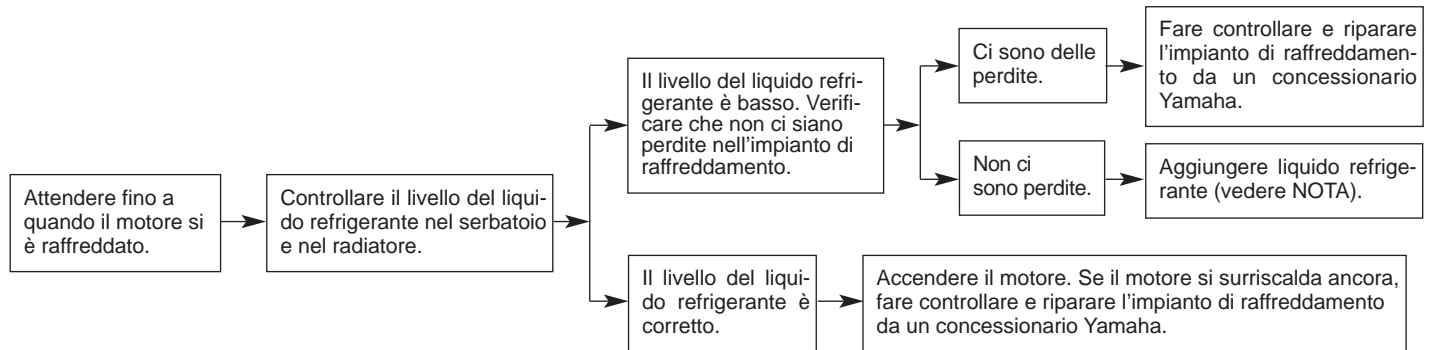 Attendere fino a
quando il motore si
è raffreddato.
Controllare il livello del liqui-
do refrigerante nel serbatoio
e nel radiatore.
Il livello del liquido refri-
gerante è basso. Verifi-
care che non ci siano
perdite nell'impianto di
raffreddamento.
Ci sono delle
perdite.
Fare controllare e riparare
l'impianto di raffreddamen-
to da un concessionario
Yamaha.
Non ci
sono perdite.
Aggiungere liquido refrige-
rante (vedere NOTA).
Il livello del liqui-
do refrigerante è
corretto.
Accendere il motore. Se il motore si surriscalda ancora,
fare controllare e riparare l'impianto di raffreddamento
da un concessionario Yamaha.